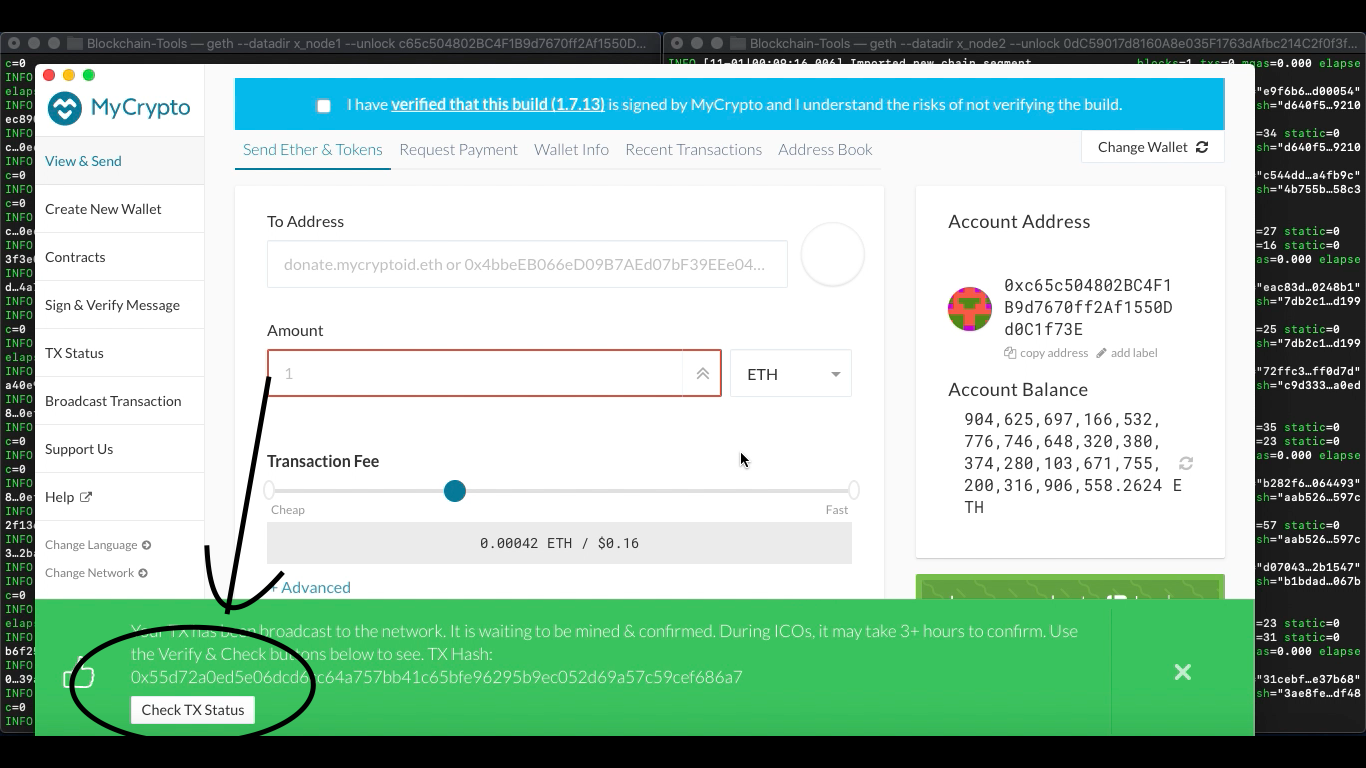 Blockchain-Tools — geth --datadir x_node1 --unlock c65c504802BC4F1B9d7670ff2Af1550D...
Blockchain-Tools — geth --datadir x_node2 --unlock 0dC59017d8160A8e035F1763dAfbc214C2f0f3f...
c=0
INFO [11-01|00:09:16.006] Imported new chain segment
blocks=1 txs=0 mgas=0.000 elapse
MyCrypto
I have verified that this build (1.7.13) is signed by MyCrypto and I understand the risks of not verifying the build.
View & Send
Create New Wallet
Contracts
Sign & Verify Message
TX Status
Broadcast Transaction
Support Us
Help
Change Language
Change Network
Send Ether & Tokens
Request Payment
Wallet Info
Recent Transactions
Address Book
Change Wallet
To Address
donate.mycryptoid.eth or 0x4bbeEB066eD09B7AEd07bF39EEe04...
Amount
1
ETH
Transaction Fee
Cheap
Fast
0.00042 ETH / $0.16
+ Advanced
Account Address
0xc65c504802BC4F1
B9d7670ff2Af1550D
d0C1f73E
copy address
add label
Account Balance
904,625,697,166,532,
776,746,648,320,380,
374,280,103,671,755,
200,316,906,558.2624 E
TH
Your TX has been broadcast to the network. It is waiting to be mined & confirmed. During ICOs, it may take 3+ hours to confirm. Use
the Verify & Check buttons below to see. TX Hash:
Check TX Status
"e9f6b6…d00054"
sh="d640f5…9210
=34 static=0
sh="d640f5…9210
"c544dd…a4fb9c"
sh="4b755b…58c3
=27 static=0
=16 static=0
as=0.000 elapse
"eac83d…0248b1"
sh="7db2c1…d199
=25 static=0
sh="7db2c1…d199
"72ffc3…ff0d7d"
sh="c9d333…a0ed
=35 static=0
=23 static=0
as=0.000 elapse
"b282f6…064493"
sh="aab526…597c
=57 static=0
sh="aab526…597c
"d07043…2b1547"
sh="b1bdad…067b
=23 static=0
=31 static=0
as=0.000 elapse
"31cebf…e37b68"
sh="3ae8fe…df48